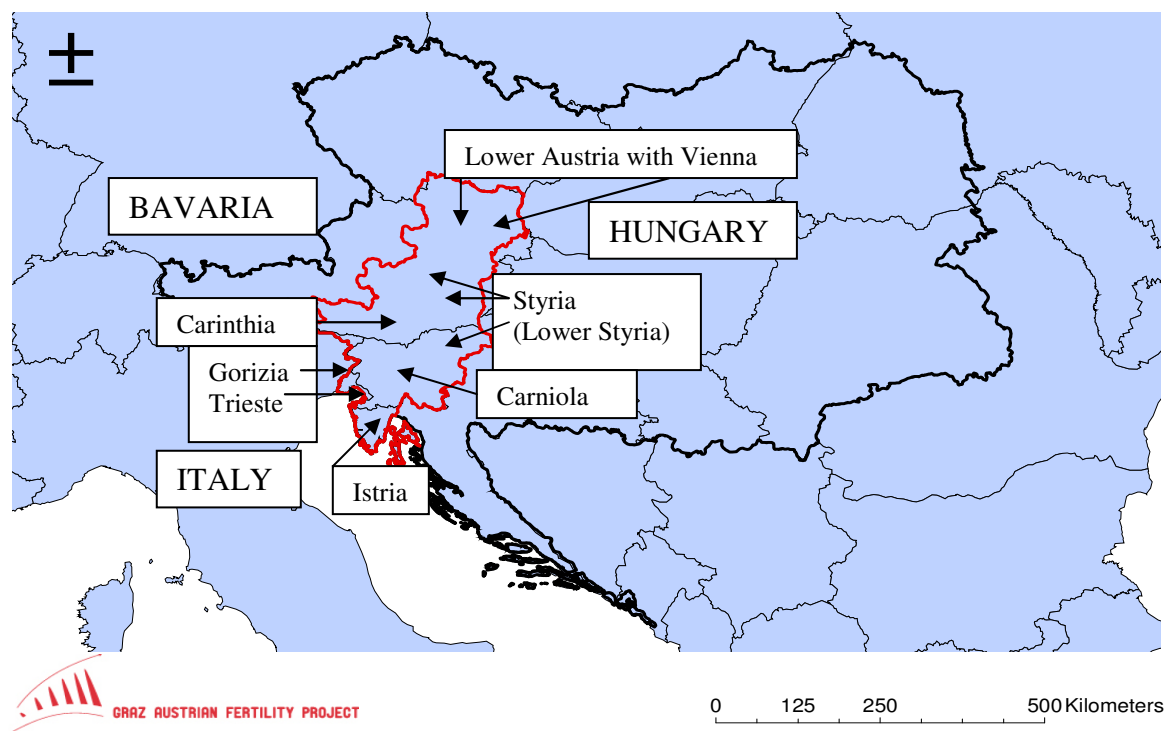 Lower Austria with Vienna
BAVARIA
HUNGARY
Styria
(Lower Styria)
Carinthia
Gorizia
Trieste
Carniola
ITALY
Istria
GRAZ AUSTRIAN FERTILITY PROJECT
0 125 250 500 Kilometers